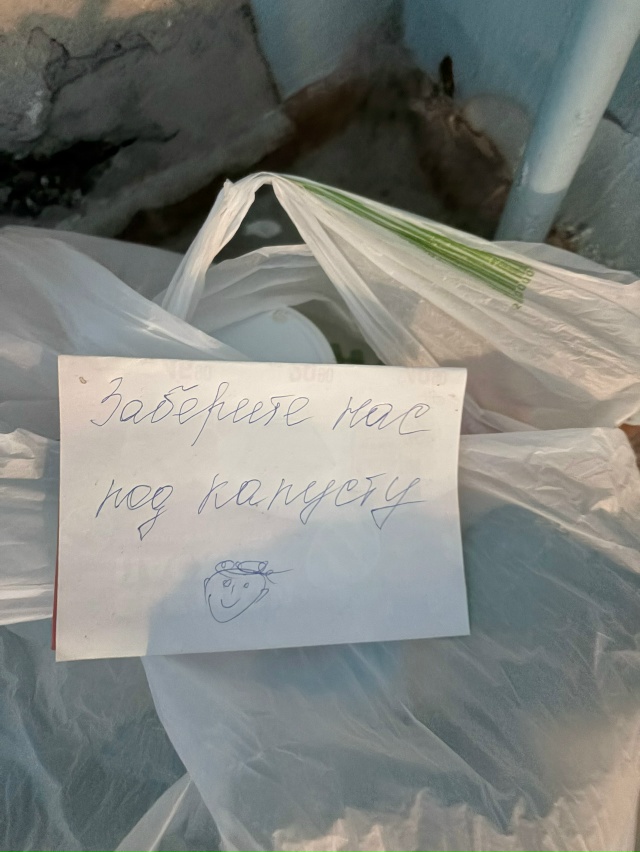 Заберите нас
под капусту